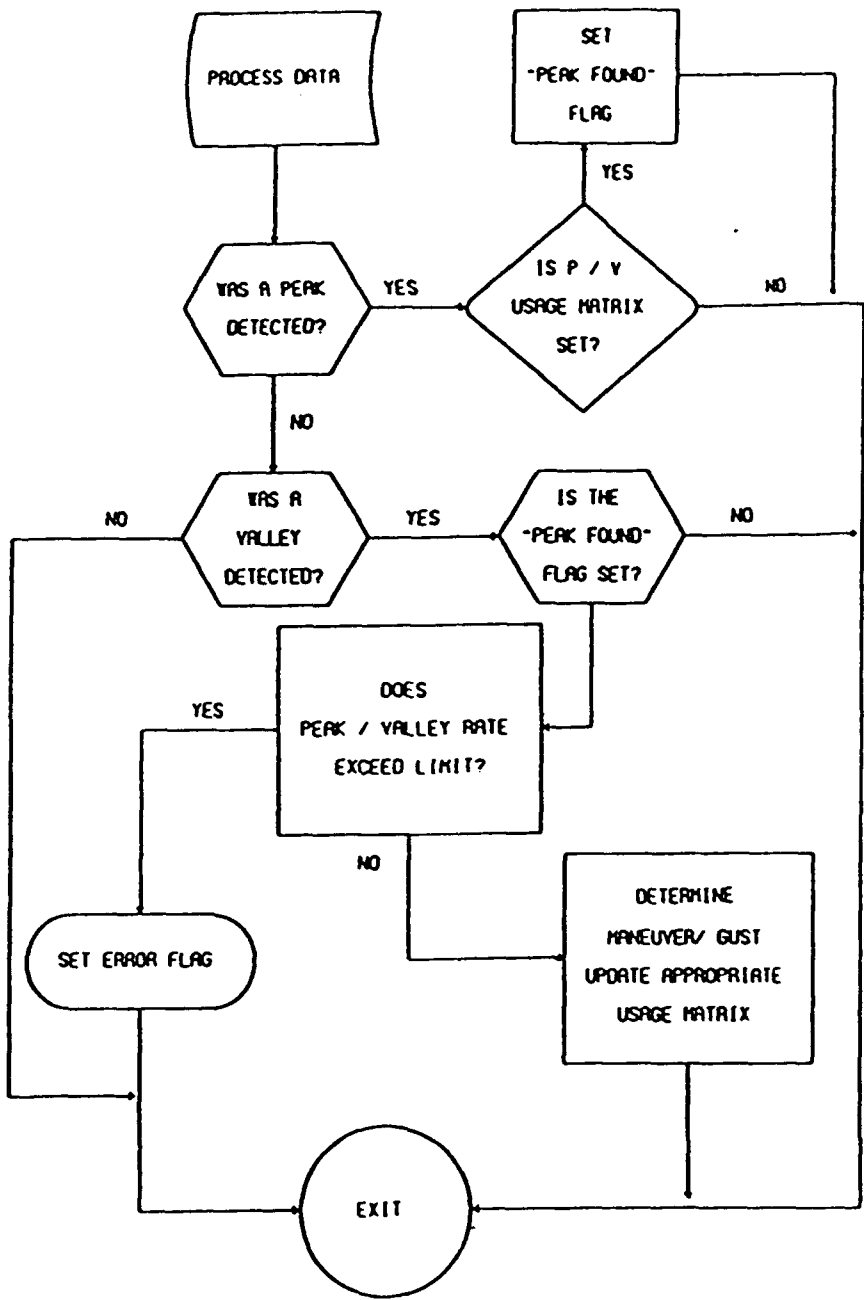 PROCESS DATA
SET
-PEAK FOUND-
FLAG
YES
WAS A PEAK
DETECTED?
YES
IS P / V
USAGE MATRIX
SET?
NO
NO
WAS A
VALLEY
DETECTED?
NO
YES
IS THE
-PEAK FOUND-
FLAG SET?
NO
DOES
PEAK / VALLEY RATE
EXCEED LIMIT?
YES
NO
DETERMINE
MANEUVER/ GUST
UPDATE APPROPRIATE
USAGE MATRIX
SET ERROR FLAG
EXIT